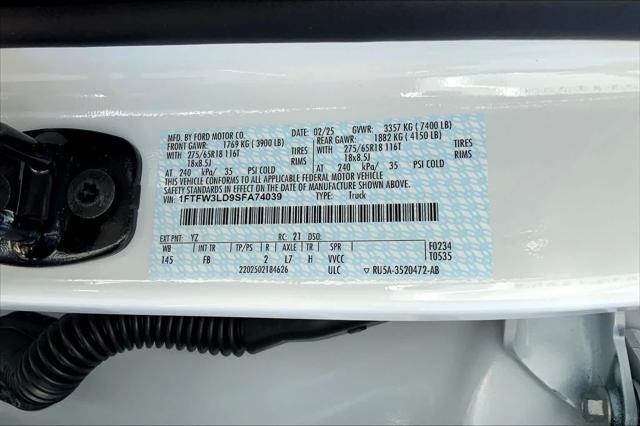 MFD. BY FORD MOTOR CO.
DATE: 02/25 GVWR: 3357 KG (7400 LB)
FRONT GAWR: 1769 KG (3900 LB)
REAR GAWR: 1882 KG (4150 LB)
WITH 275/65R18 116T TIRES
WITH 275/65R18 116T TIRES
18x8.5J RIMS
18x8.5J RIMS
AT 240 kPa/ 35 PSI COLD
AT 240 kPa/ 35 PSI COLD
THIS VEHICLE CONFORMS TO ALL APPLICABLE FEDERAL MOTOR VEHICLE
SAFETY STANDARDS IN EFFECT ON THE DATE OF MANUFACTURE SHOWN ABOVE.
VIN: 1FTFW3LD9SFA74039 TYPE: Truck
EXT PNT: YZ RC: 21 DSO: F0234
WB INT TR TP/PS R AXLE TR SPR T0535
145 FB 2 L7 H VVCC
2202502184626 ULC ▽ RU5A-3520472-AB